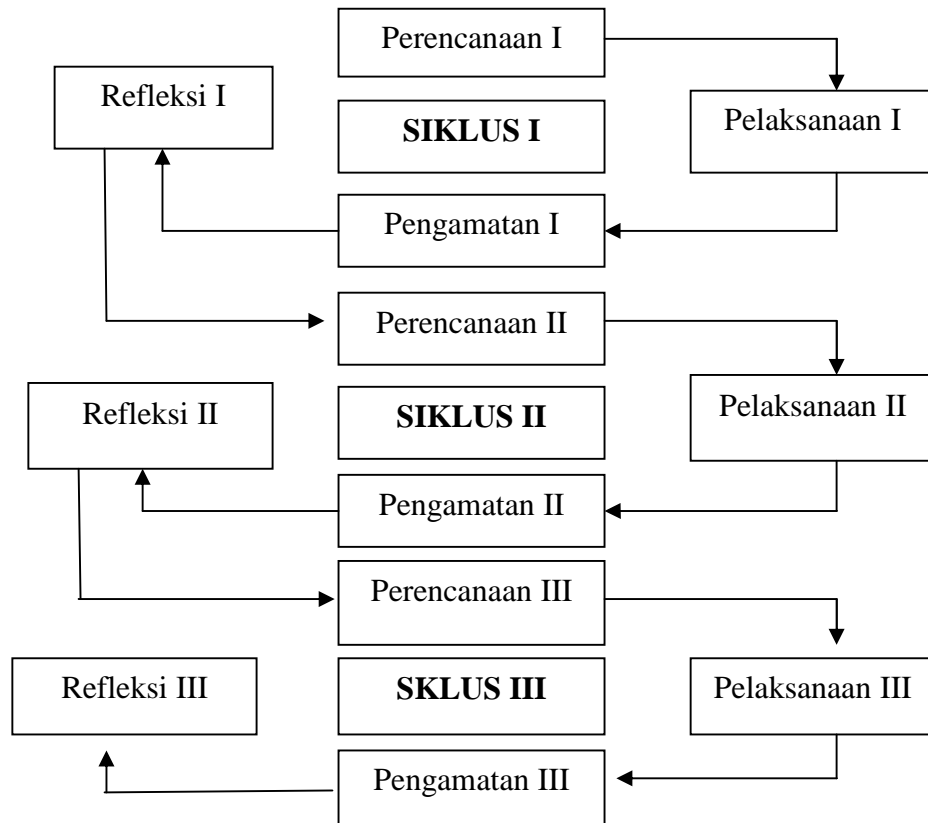 Perencanaan I
Refleksi I
SIKLUS I
Pelaksanaan I
Pengamatan I
Perencanaan II
Refleksi II
SIKLUS II
Pelaksanaan II
Pengamatan II
Perencanaan III
Refleksi III
SKLUS III
Pelaksanaan III
Pengamatan III